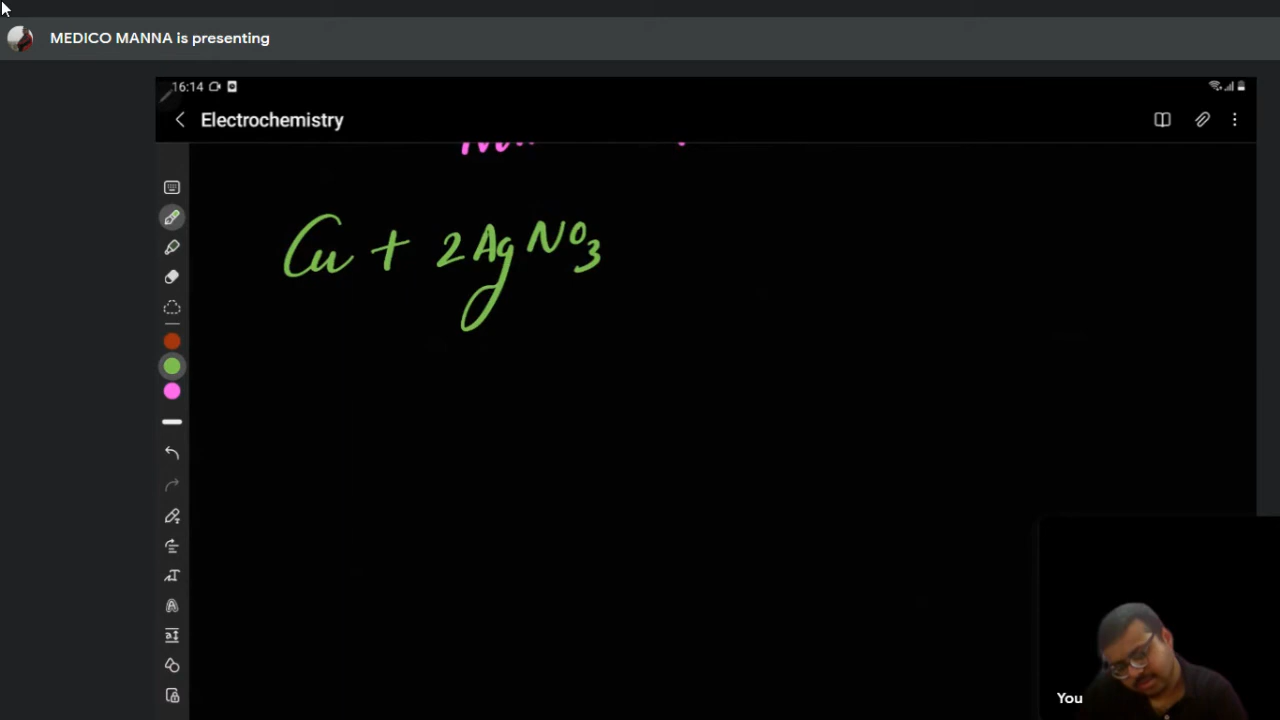 MEDICO MANNA is presenting
16:14
Electrochemistry
Cu + 2AgNO3
You